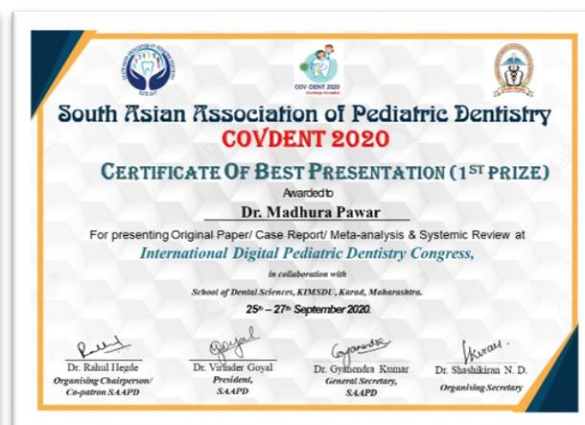 COV-DENT 2020
South Asian Association of Pediatric Dentistry
COVDENT 2020
CERTIFICATE OF BEST PRESENTATION (1ST PRIZE)
Awarded to
Dr. Madhura Pawar
For presenting Original Paper/ Case Report/ Meta-analysis & Systemic Review at
International Digital Pediatric Dentistry Congress,
in collaboration with
School of Dental Sciences, KIMSDU, Karad, Maharashtra.
25th – 27th September 2020.
Dr. Rahul Hegde
Organising Chairperson/
Co-patron SAAPD
Dr. Virinder Goyal
President,
SAAPD
Dr. Gyanendra Kumar
General Secretary,
SAAPD
Dr. Shashikiran N. D.
Organising Secretary